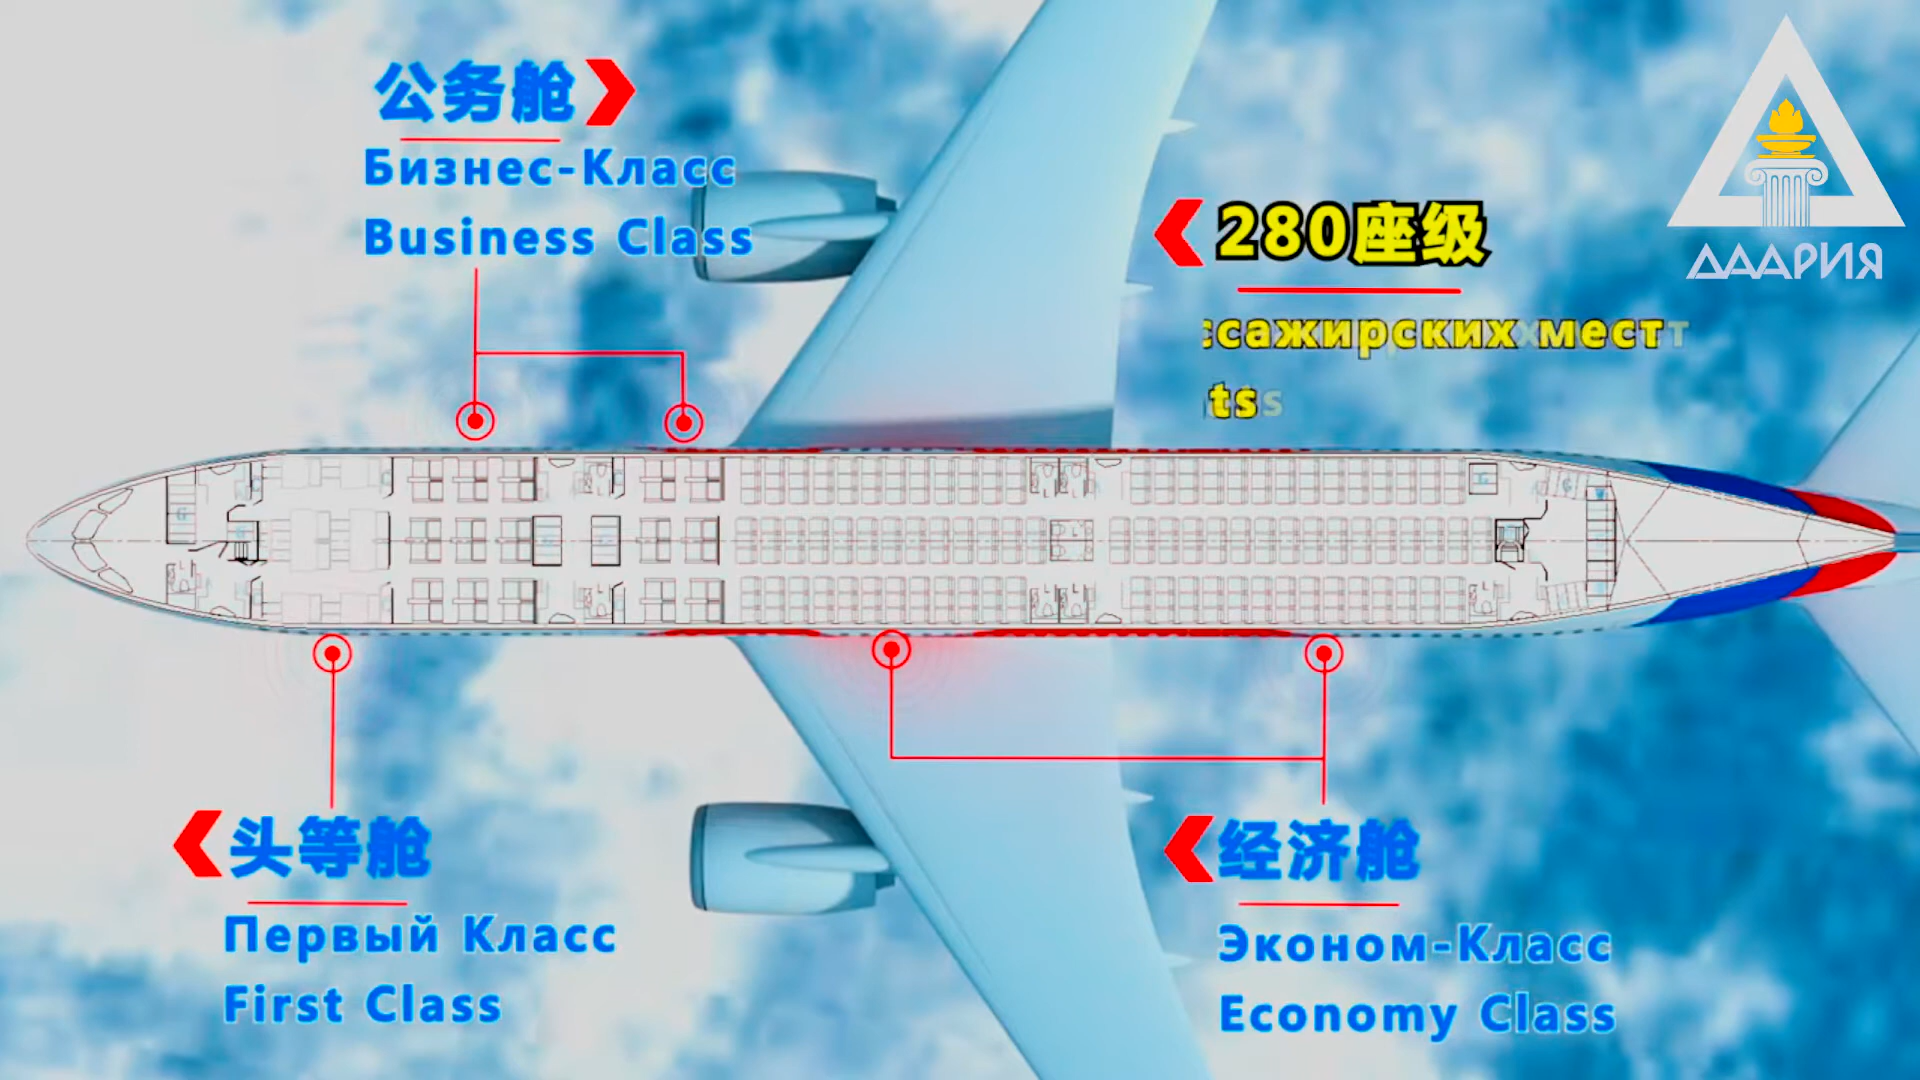 公务舱
Бизнес-Класс
Business Class
280座级
ссажирских мест
ts
ДААРИЯ
头等舱
Первый Класс
First Class
经济舱
Эконом-Класс
Economy Class